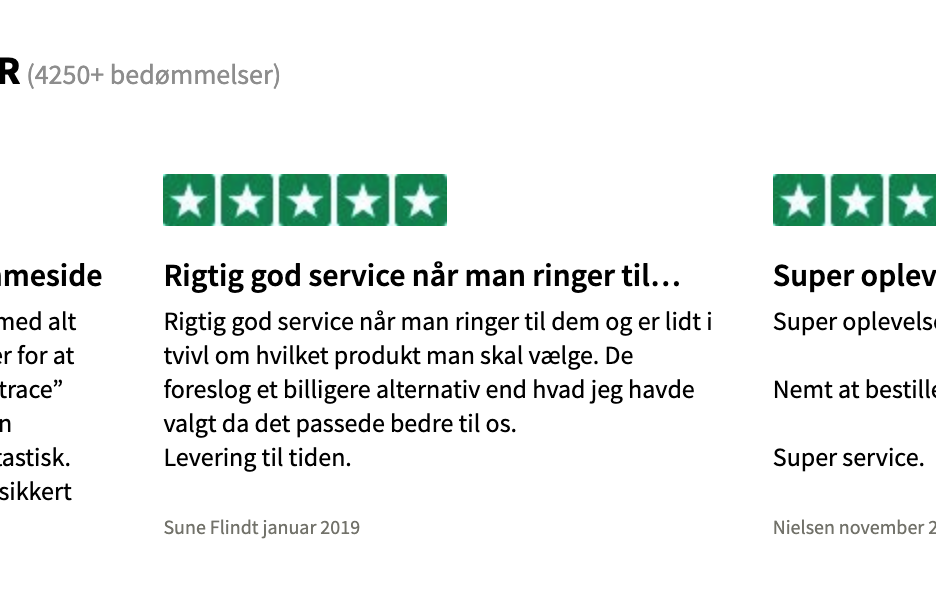 R (4250+ bedømmelser)
meside
med alt
er for at
trace”
n
tastisk.
sikkert
Rigtig god service når man ringer til…
Rigtig god service når man ringer til dem og er lidt i
tvivl om hvilket produkt man skal vælge. De
foreslog et billigere alternativ end hvad jeg havde
valgt da det passede bedre til os.
Levering til tiden.
Sune Flindt januar 2019
Super oplev
Super oplevels
Nemt at bestille
Super service.
Nielsen november 2